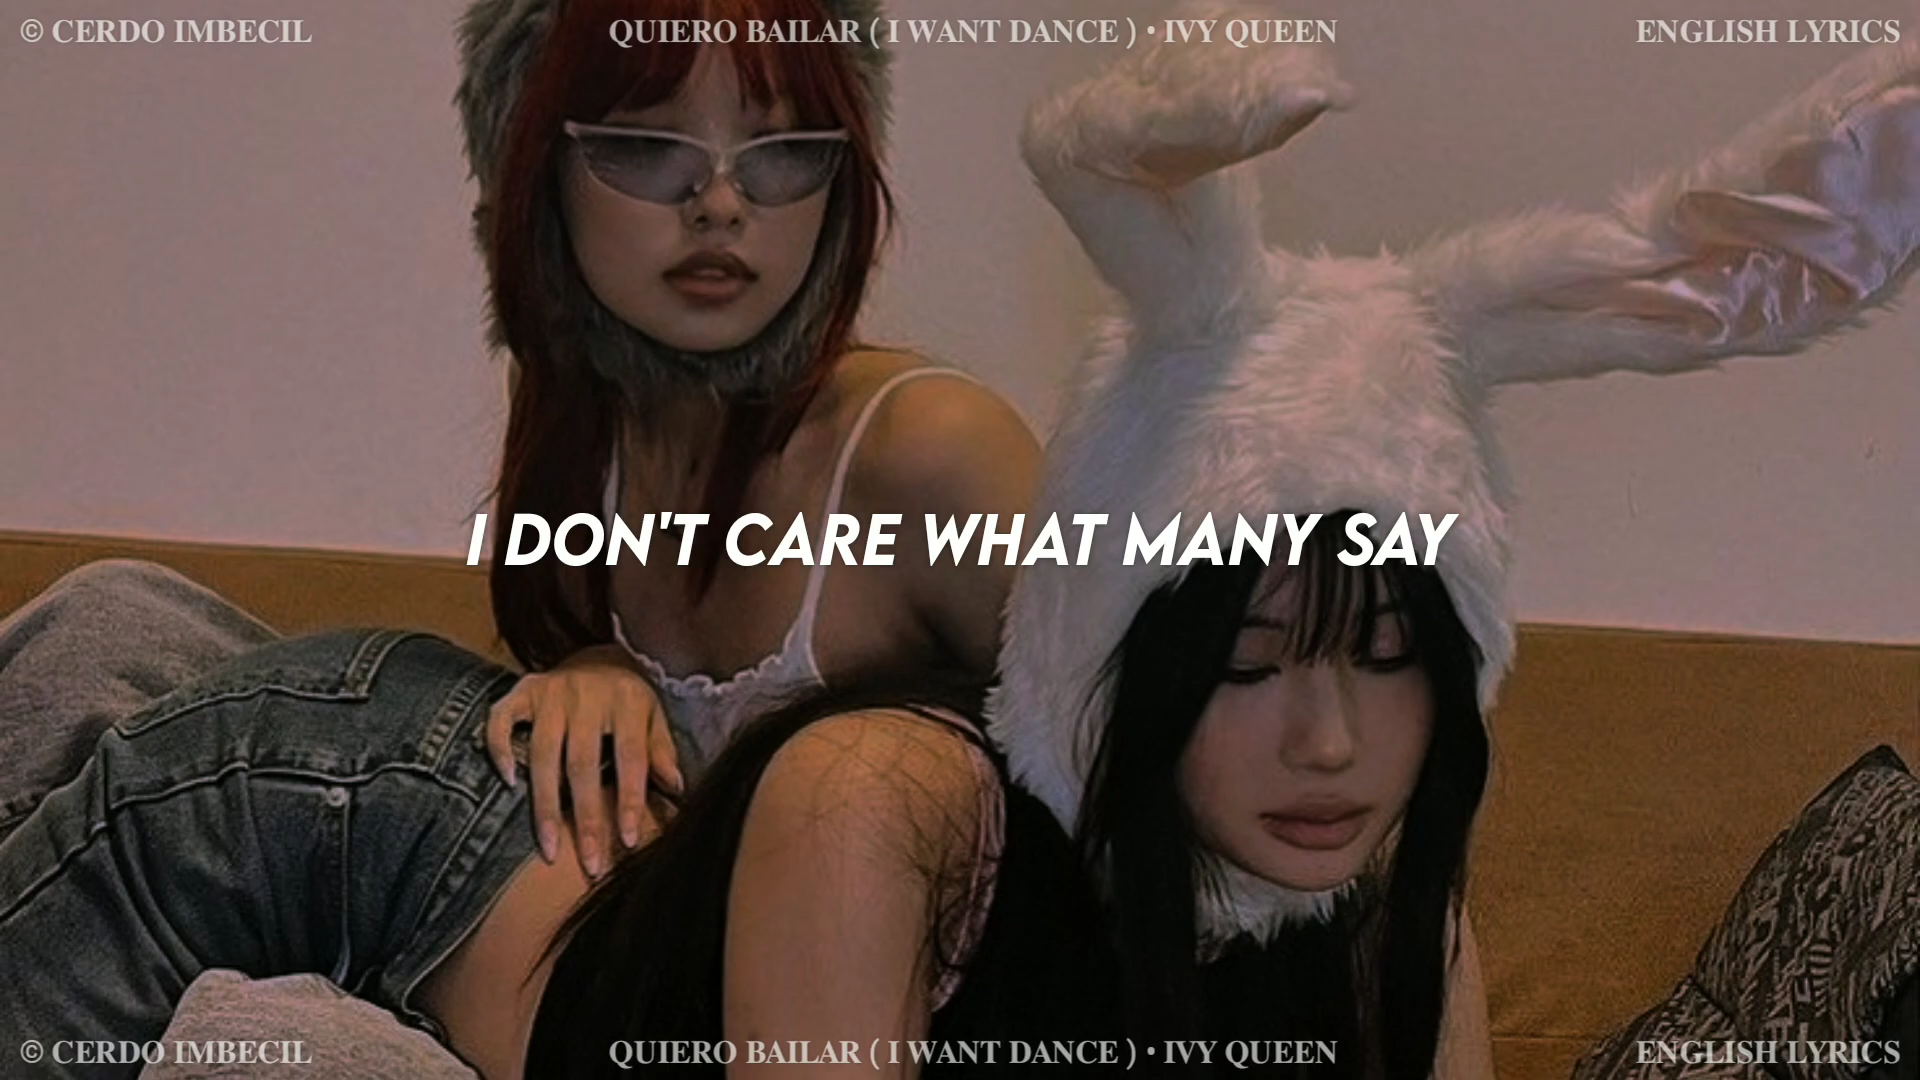 © CERDO IMBECIL
QUIERO BAILAR ( I WANT DANCE ) • IVY QUEEN
ENGLISH LYRICS
I DON'T CARE WHAT MANY SAY
© CERDO IMBECIL
QUIERO BAILAR ( I WANT DANCE ) • IVY QUEEN
ENGLISH LYRICS